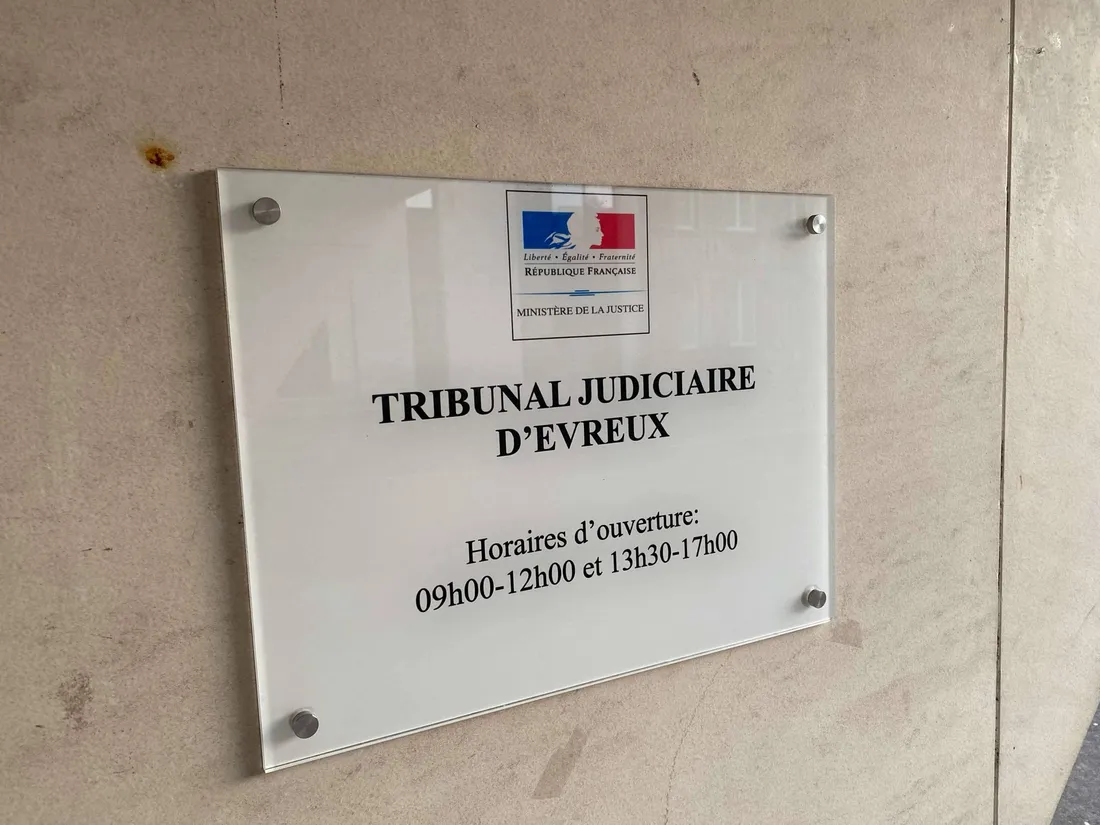 Liberté • Égalité • Fraternité
RÉPUBLIQUE FRANÇAISE
MINISTÈRE DE LA JUSTICE
TRIBUNAL JUDICIAIRE
D’EVREUX
Horaires d’ouverture:
09h00-12h00 et 13h30-17h00